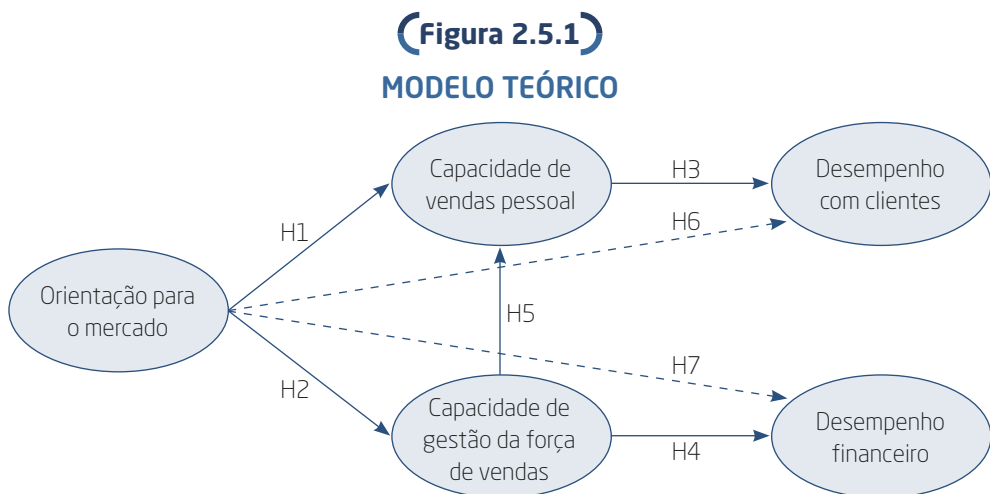 Figura 2.5.1
MODELO TEÓRICO
Capacidade de
vendas pessoal
H3
Desempenho
com clientes
H1
H6
Orientação para
o mercado
H5
H2
H7
Capacidade de
gestão da força
de vendas
H4
Desempenho
financeiro